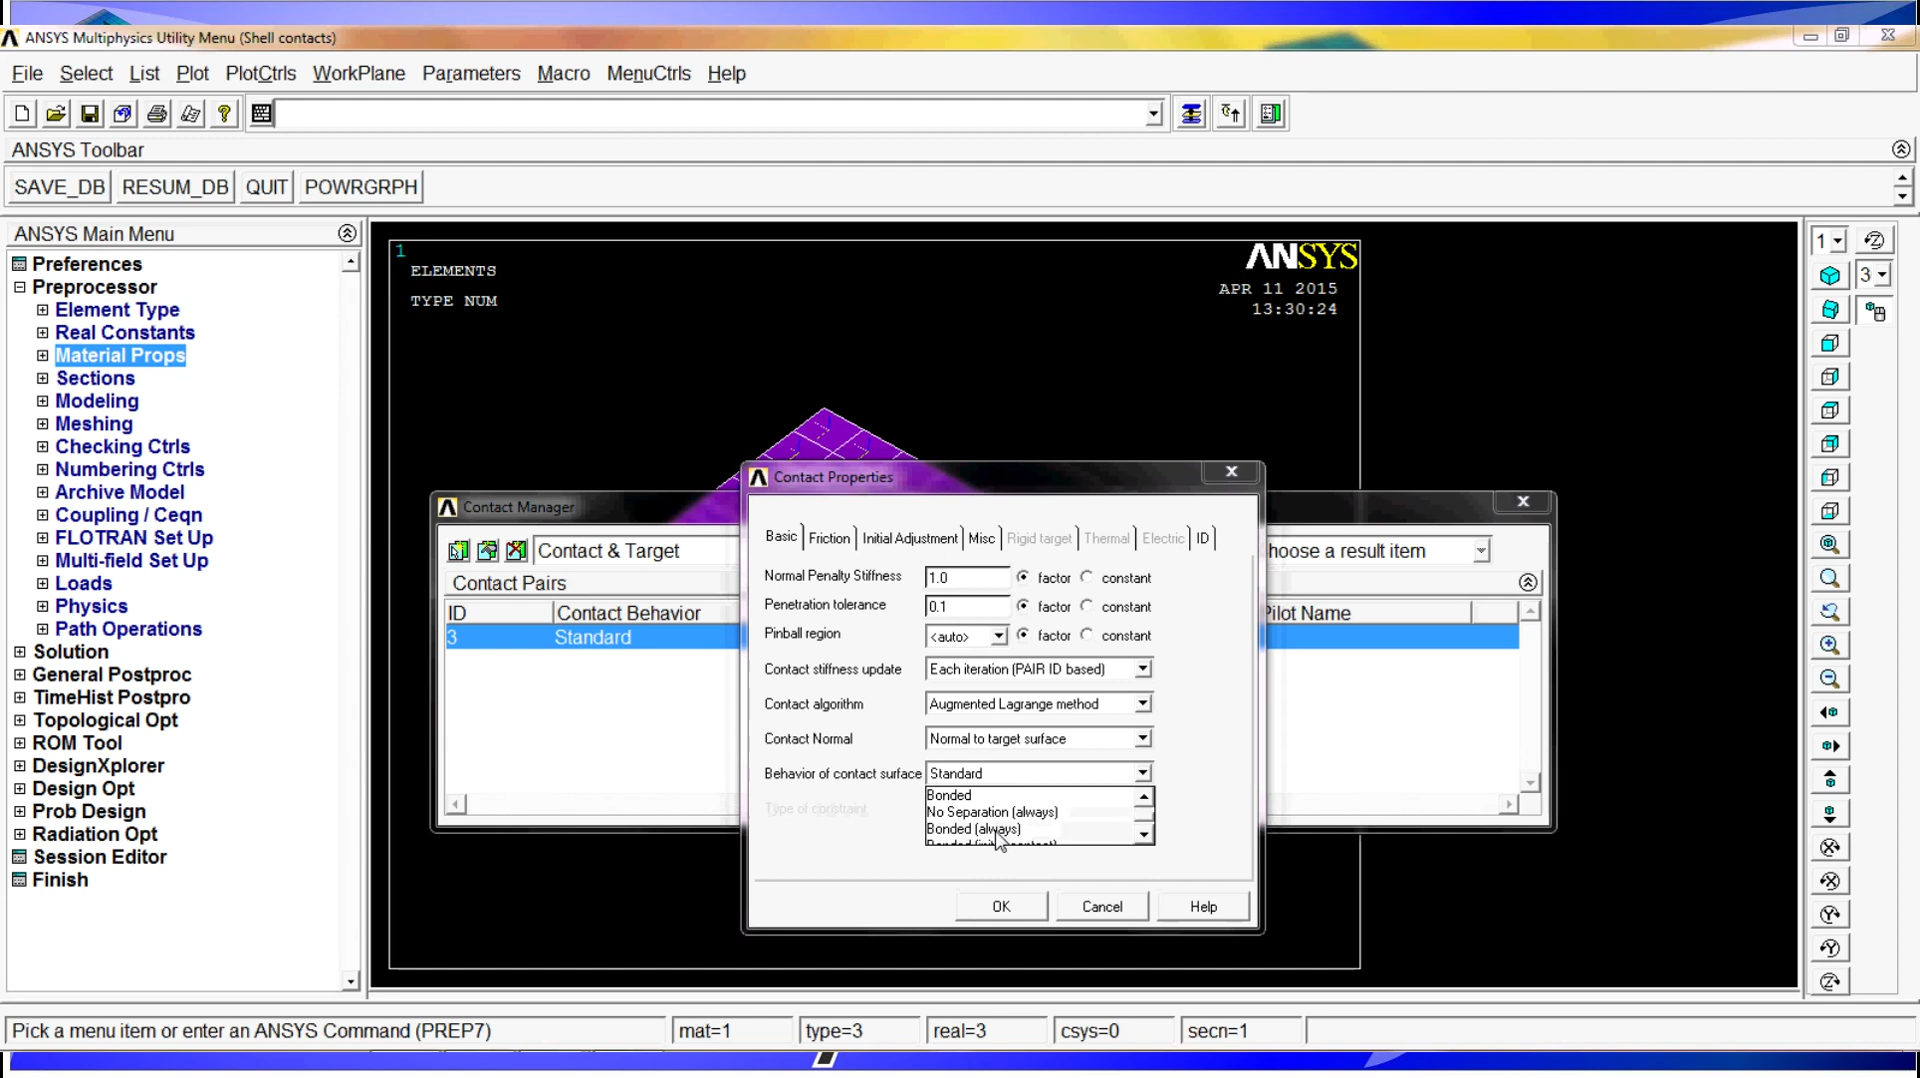 ANSYS Multiphysics Utility Menu (Shell contacts)
File Select List Plot PlotCtrls WorkPlane Parameters Macro MenuCtrls Help
ANSYS Toolbar
SAVE_DB RESUM_DB QUIT POWRGRPH
ANSYS Main Menu
Preferences
Preprocessor
Element Type
Real Constants
Material Props
Sections
Modeling
Meshing
Checking Ctrls
Numbering Ctrls
Archive Model
Coupling / Ceqn
FLOTRAN Set Up
Multi-field Set Up
Loads
Physics
Path Operations
Solution
General Postproc
TimeHist Postpro
Topological Opt
ROM Tool
DesignXplorer
Design Opt
Prob Design
Radiation Opt
Session Editor
Finish
1
ELEMENTS
TYPE NUM
ANSYS
APR 11 2015
13:30:24
Contact Manager
Contact & Target
hoose a result item
Contact Pairs
ID Contact Behavior Pilot Name
3 Standard
Contact Properties
Basic Friction Initial Adjustment Misc Rigid target Thermal Electric ID
Normal Penalty Stiffness 1.0 factor constant
Penetration tolerance 0.1 factor constant
Pinball region <auto> factor constant
Contact stiffness update Each iteration (PAIR ID based)
Contact algorithm Augmented Lagrange method
Contact Normal Normal to target surface
Behavior of contact surface Standard
Bonded
Type of constraint No Separation (always)
Bonded (always)
OK Cancel Help
1
3
Pick a menu item or enter an ANSYS Command (PREP7) mat=1 type=3 real=3 csys=0 secn=1